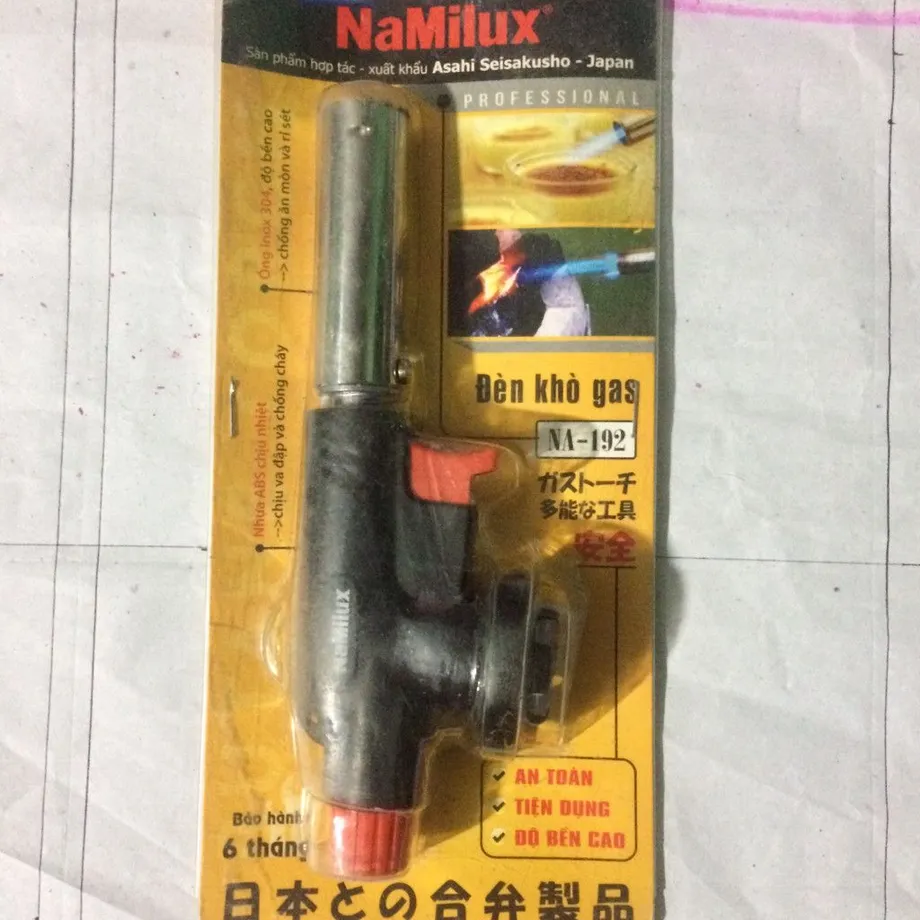 NaMilux®
Sản phẩm hợp tác - xuất khẩu Asahi Seisakusho - Japan
PROFESSIONAL
Ống Inox 304, độ bền cao
--> chống ăn mòn và rỉ sét
Nhựa ABS chịu nhiệt
-->chịu va đập và chống cháy
Đèn khò gas
NA-192
ガストーチ
多能な工具
安全
NaMilux
AN TOÀN
TIỆN DỤNG
ĐỘ BỀN CAO
Bảo hành
6 tháng
日本との合弁製品